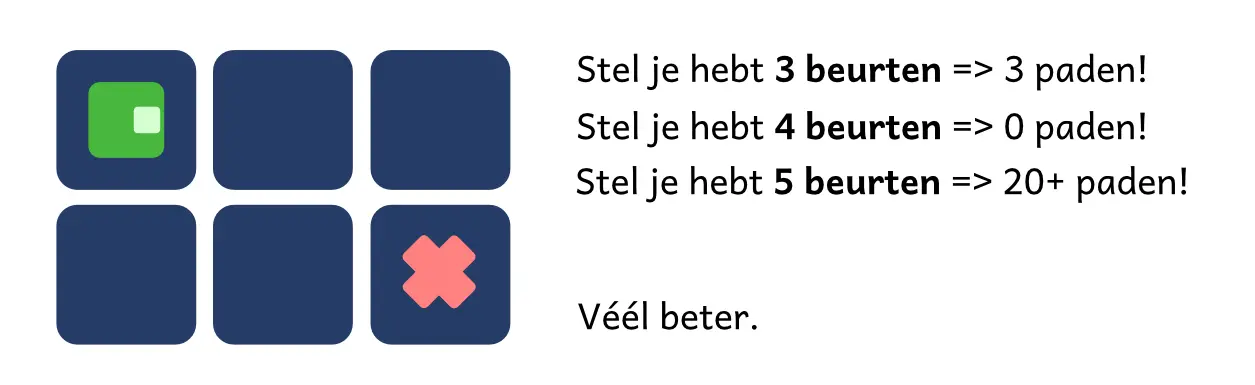 Stel je hebt 3 beurten => 3 paden!
Stel je hebt 4 beurten => 0 paden!
Stel je hebt 5 beurten => 20+ paden!
Véél beter.